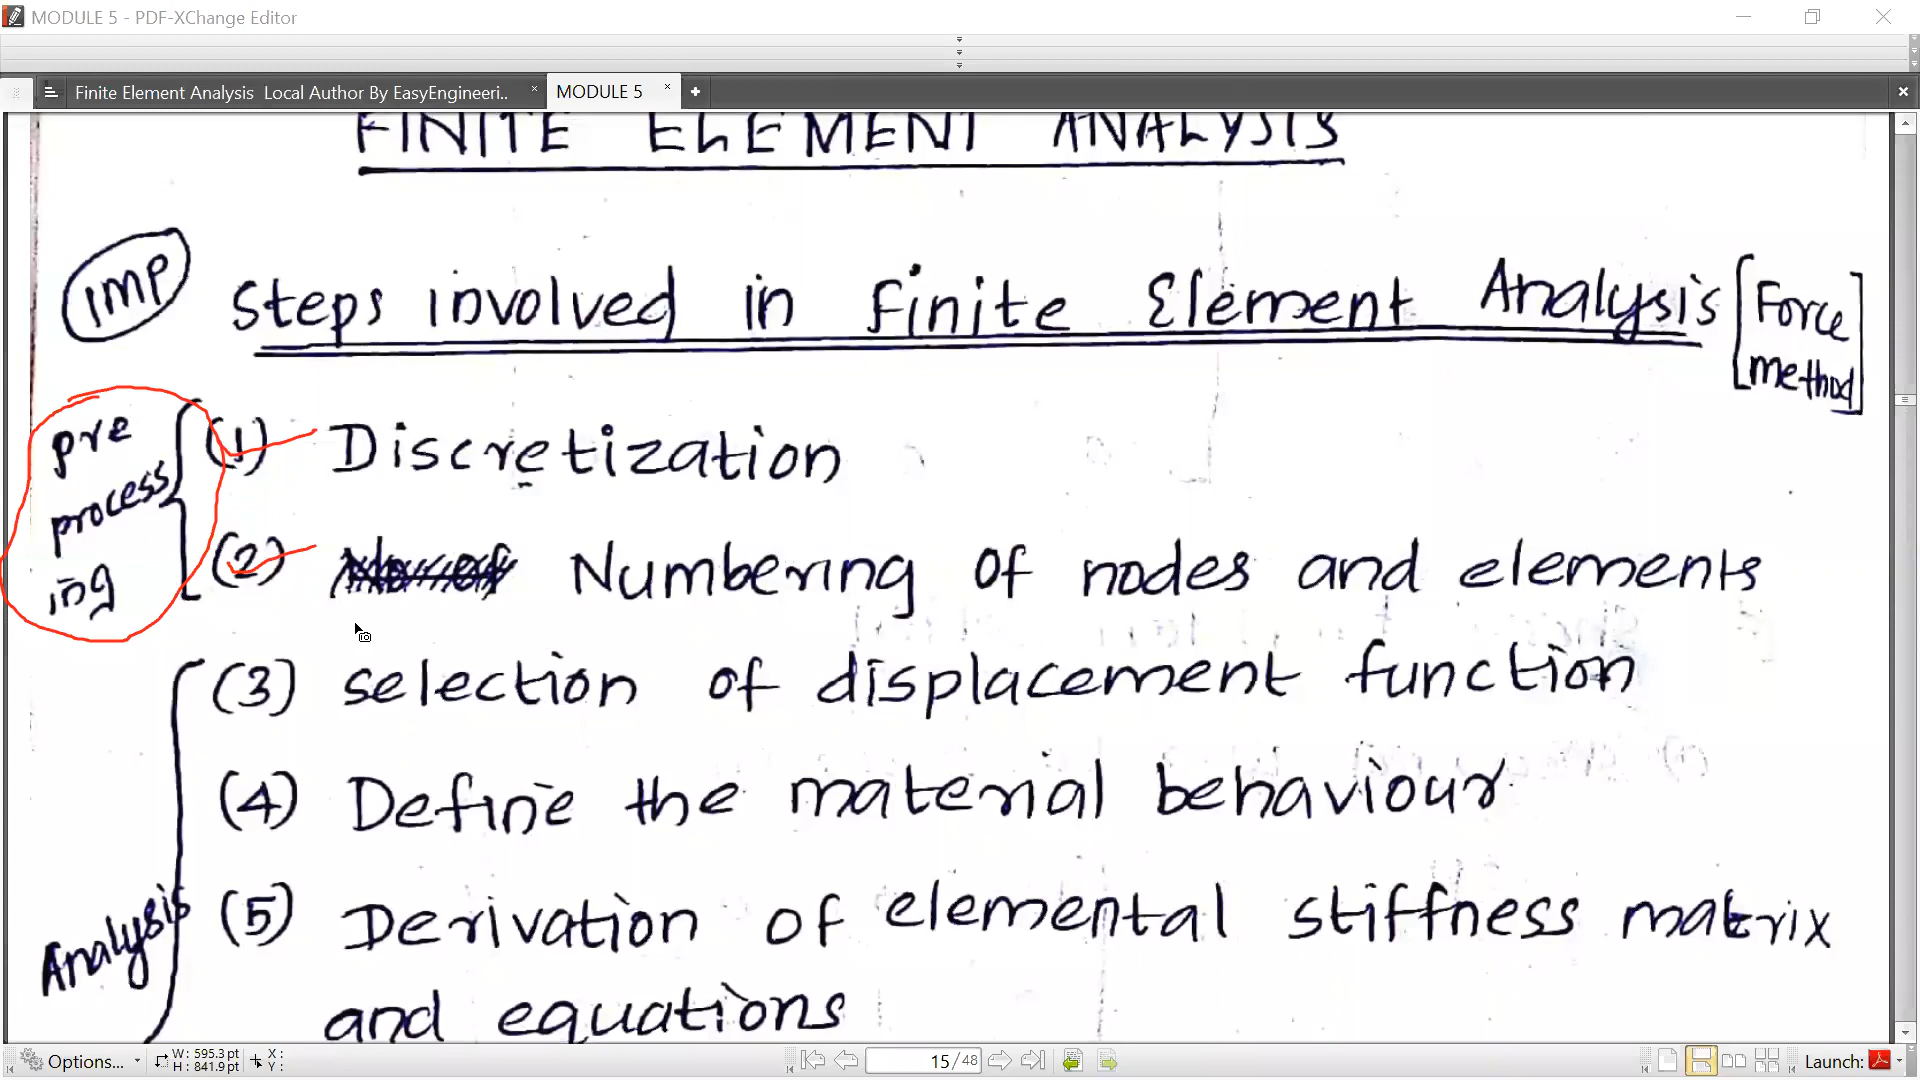 MODULE 5 - PDF-XChange Editor
Finite Element Analysis Local Author By EasyEngineeri..
MODULE 5
FINITE ELEMENT ANALYSIS
IMP
Steps involved in Finite Element Analysis [Force method]
pre processing
(1) Discretization
(2) Numbering of nodes and elements
(3) selection of displacement function
(4) Define the material behaviour
Analysis
(5) Derivation of elemental stiffness matrix
and equations
Options...
W: 595.3 pt
H: 841.9 pt
X:
Y:
15 / 48
Launch: